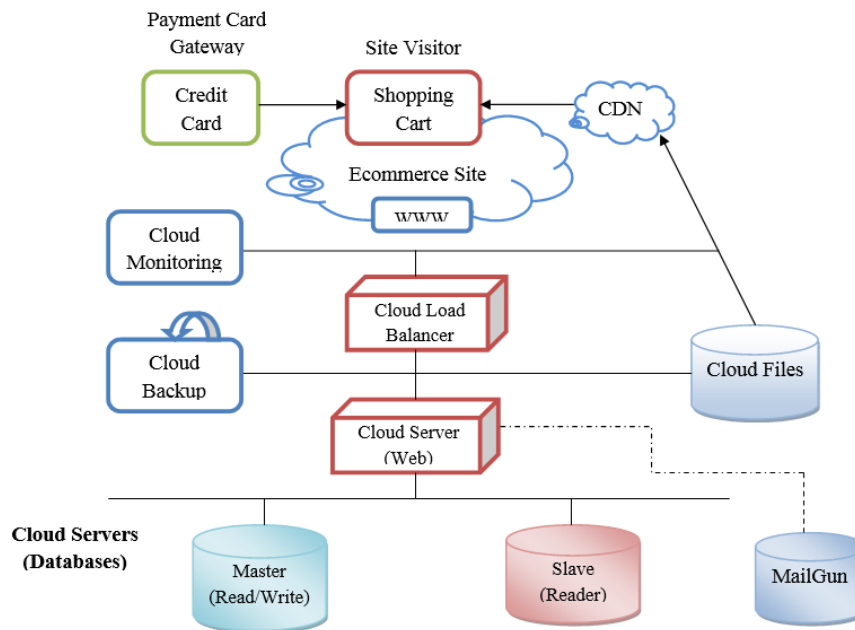 Payment Card
Gateway
Site Visitor
Credit
Card
Shopping
Cart
CDN
Ecommerce Site
www
Cloud
Monitoring
Cloud Load
Balancer
Cloud
Backup
Cloud Files
Cloud Server
(Web)
Cloud Servers
(Databases)
Master
(Read/Write)
Slave
(Reader)
MailGun